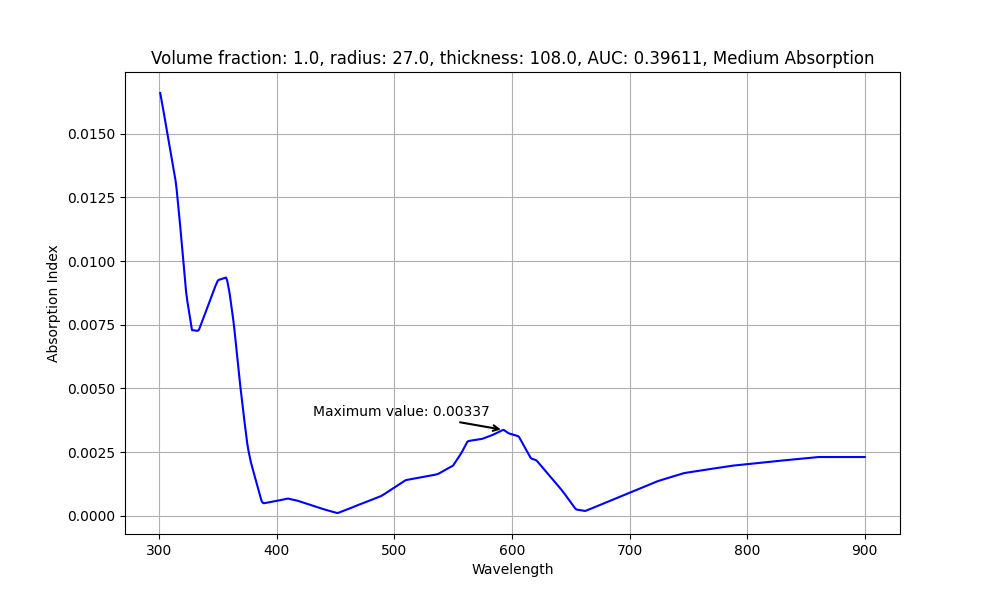 Volume fraction: 1.0, radius: 27.0, thickness: 108.0, AUC: 0.39611, Medium Absorption
0.0150
0.0125
0.0100
0.0075
0.0050
0.0025
0.0000
Absorption Index
Maximum value: 0.00337
300 400 500 600 700 800 900
Wavelength